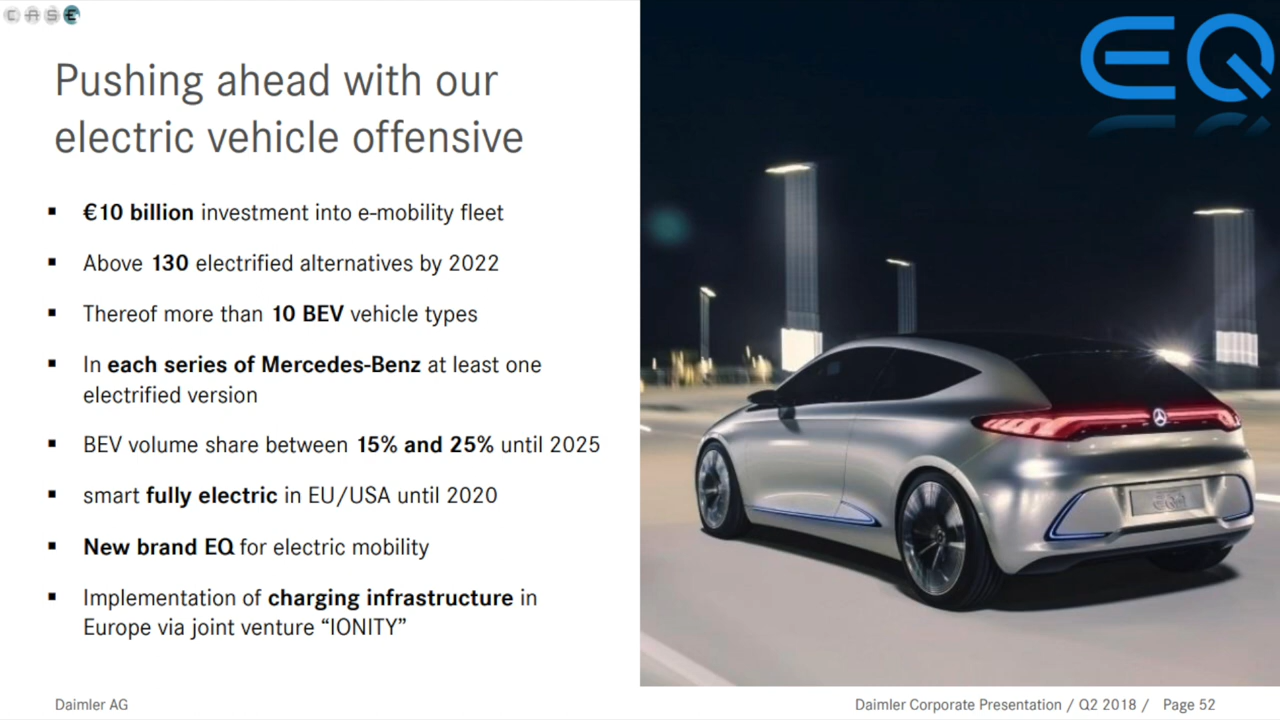 CASE
EQ
Pushing ahead with our
electric vehicle offensive
▪ €10 billion investment into e-mobility fleet
▪ Above 130 electrified alternatives by 2022
▪ Thereof more than 10 BEV vehicle types
▪ In each series of Mercedes-Benz at least one
electrified version
▪ BEV volume share between 15% and 25% until 2025
▪ smart fully electric in EU/USA until 2020
▪ New brand EQ for electric mobility
▪ Implementation of charging infrastructure in
Europe via joint venture “IONITY”
Daimler AG
Daimler Corporate Presentation / Q2 2018 / Page 52